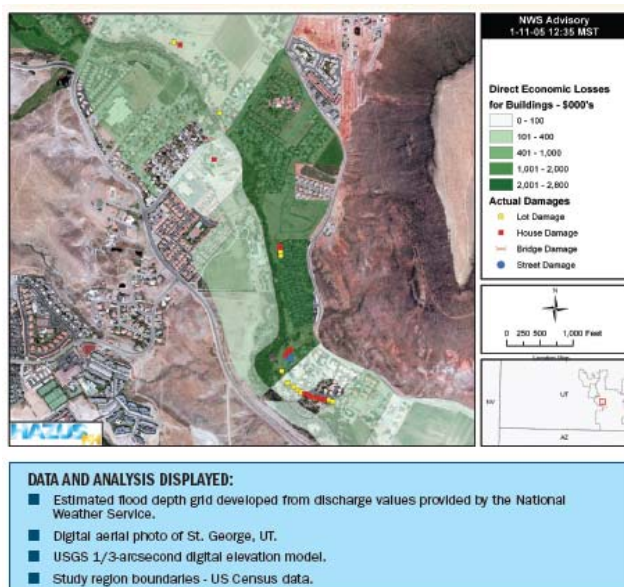 NWS Advisory
1-11-05 12:35 MST
Direct Economic Losses
for Buildings - $000's
0 - 100
101 - 400
401 - 1,000
1,001 - 2,000
2,001 - 2,800
Actual Damages
Lot Damage
House Damage
Bridge Damage
Street Damage
N
0 250 500 1,000 Feet
Location Map
NV
UT
AZ
HAZUS
DATA AND ANALYSIS DISPLAYED:
Estimated flood depth grid developed from discharge values provided by the National
Weather Service.
Digital aerial photo of St. George, UT.
USGS 1/3-arcsecond digital elevation model.
Study region boundaries - US Census data.